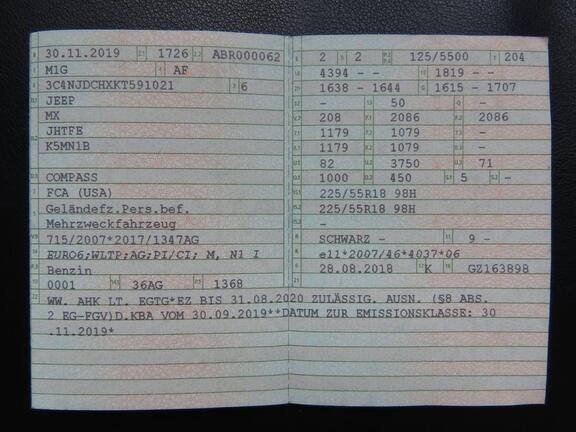 30.11.2019 1726 ABR000062
M1G AF
3C4NJDCHXKT591021 6
JEEP
MX
JHTFE
K5MN1B
COMPASS
FCA (USA)
Geländefz.Pers.bef.
Mehrzweckfahrzeug
715/2007*2017/1347AG
EURO6;WLTP;AG;PI/CI; M, N1 I
Benzin
0001 36AG 1368
2 2 125/5500 204
4394 - - 1819 - -
1638 - 1644 1615 - 1707
- 50 -
208 2086 2086
1179 1079 -
1179 1079 -
82 3750 71
1000 450 5 -
225/55R18 98H
225/55R18 98H
-
SCHWARZ - 9 -
e11*2007/46*4037*06
28.08.2018 K GZ163898
WW. AHK LT. EGTG*EZ BIS 31.08.2020 ZULÄSSIG. AUSN. (§8 ABS.
2 EG-FGV)D.KBA VOM 30.09.2019**DATUM ZUR EMISSIONSKLASSE: 30
.11.2019*